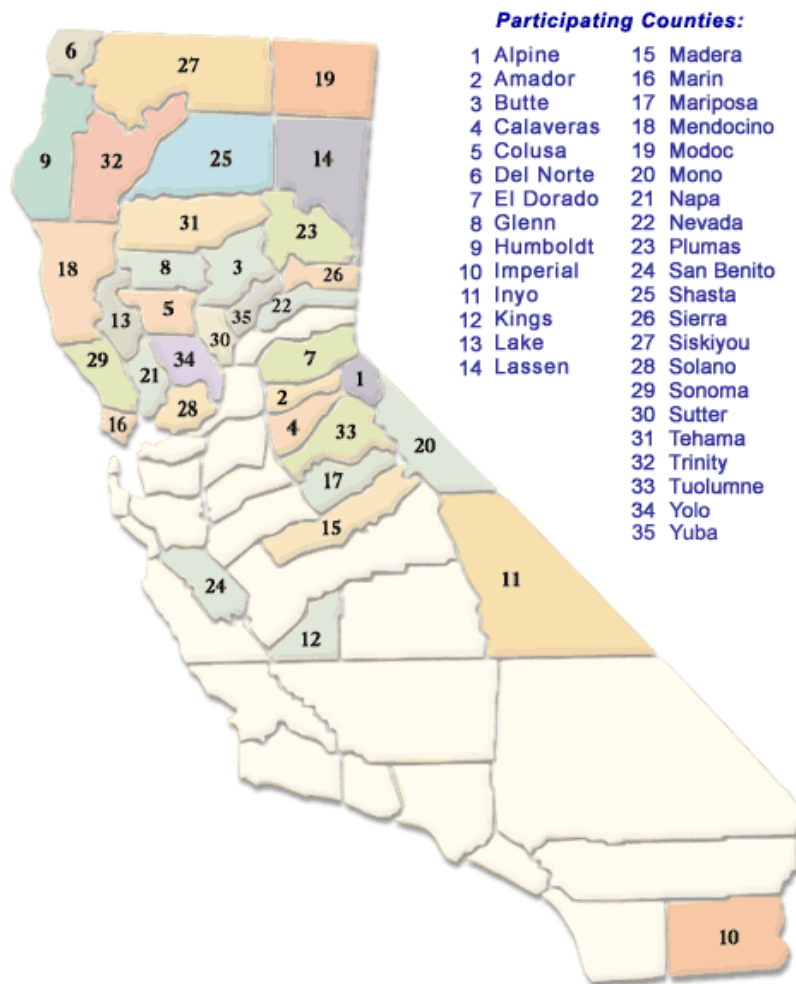 Participating Counties:
1 Alpine
2 Amador
3 Butte
4 Calaveras
5 Colusa
6 Del Norte
7 El Dorado
8 Glenn
9 Humboldt
10 Imperial
11 Inyo
12 Kings
13 Lake
14 Lassen
15 Madera
16 Marin
17 Mariposa
18 Mendocino
19 Modoc
20 Mono
21 Napa
22 Nevada
23 Plumas
24 San Benito
25 Shasta
26 Sierra
27 Siskiyou
28 Solano
29 Sonoma
30 Sutter
31 Tehama
32 Trinity
33 Tuolumne
34 Yolo
35 Yuba
6
27
19
9
32
25
14
31
23
18
8
3
26
13
5
35
22
30
29
21
34
7
1
16
28
2
4
33
20
17
15
24
11
12
10